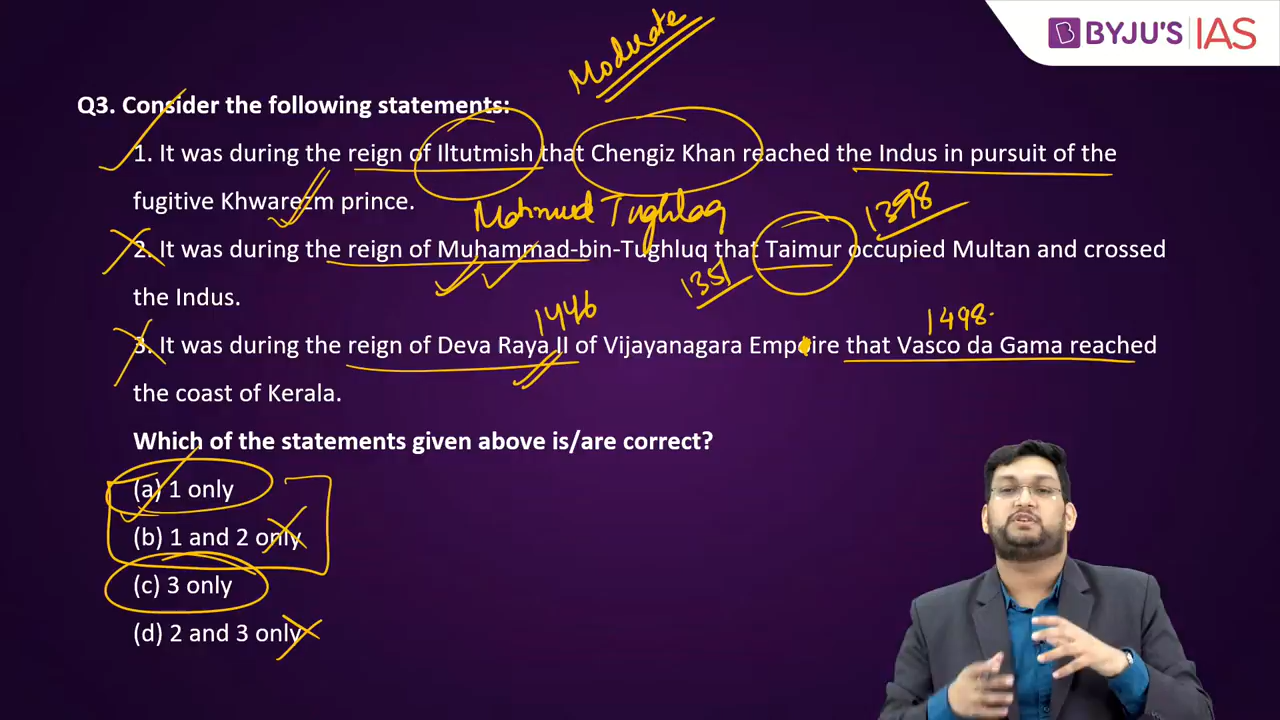 BYJU'S IAS
Moduate
Q3. Consider the following statements:
1. It was during the reign of Iltutmish that Chengiz Khan reached the Indus in pursuit of the
fugitive Khwarezm prince.
Mahmud Tughlaq
1398
2. It was during the reign of Muhammad-bin-Tughluq that Taimur occupied Multan and crossed
the Indus.
1351
1446
1498.
3. It was during the reign of Deva Raya II of Vijayanagara Empire that Vasco da Gama reached
the coast of Kerala.
Which of the statements given above is/are correct?
(a) 1 only
(b) 1 and 2 only
(c) 3 only
(d) 2 and 3 only